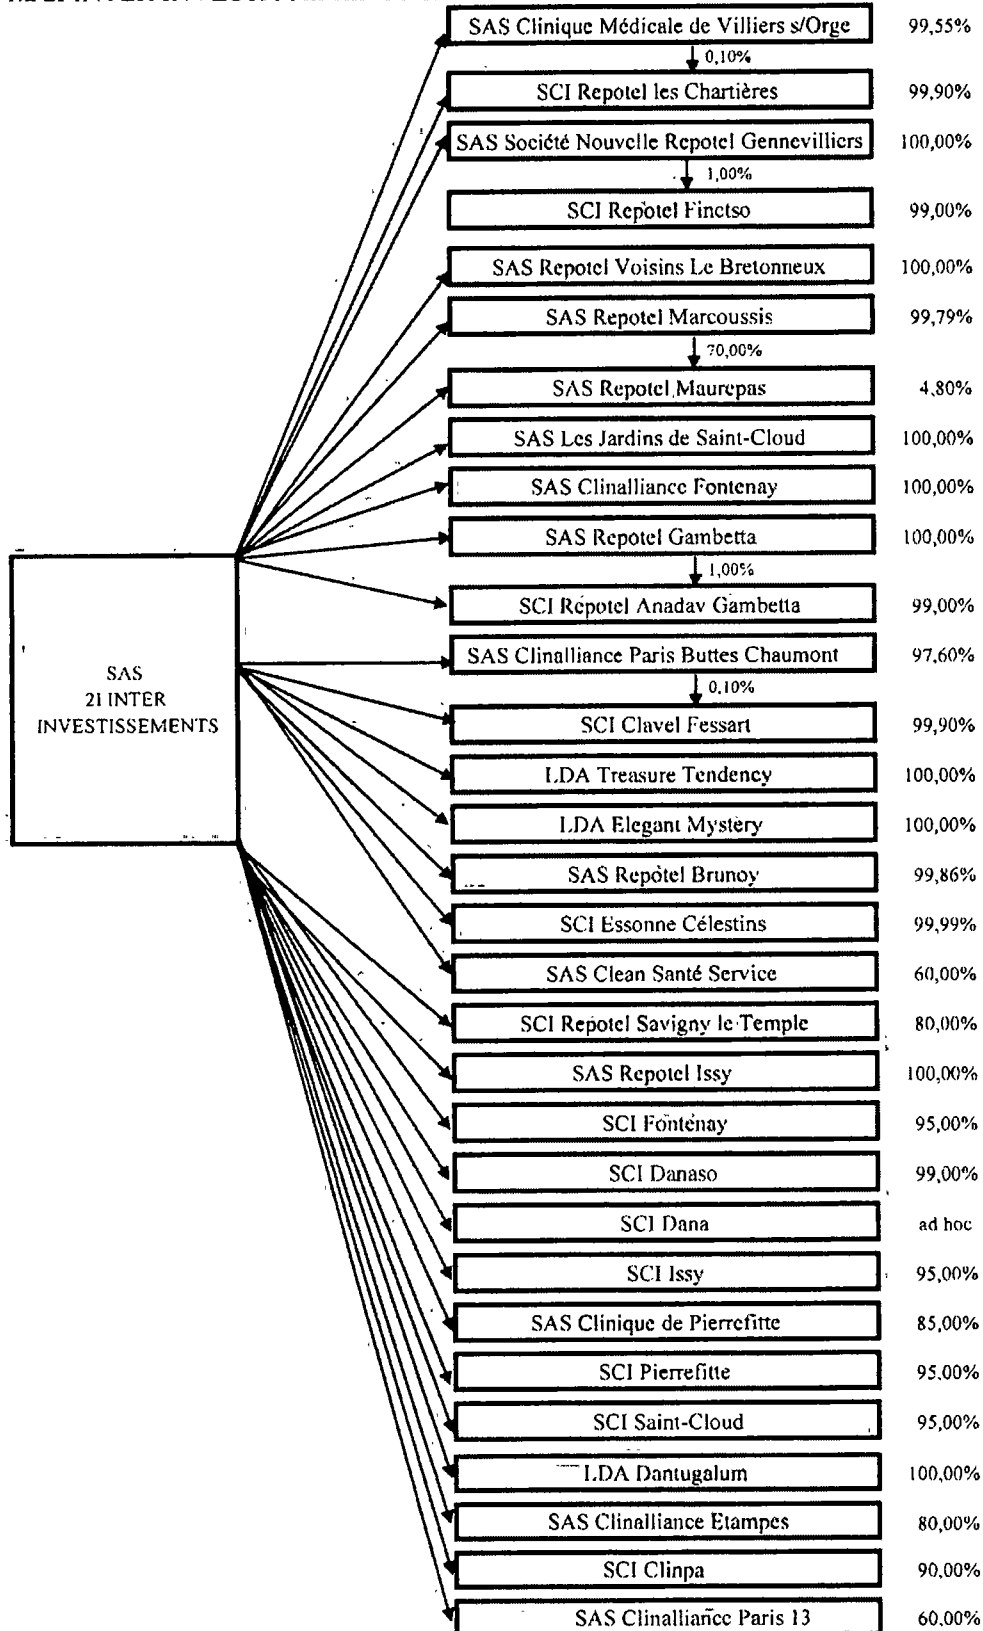 SAS Clinique Médicale de Villiers s/Orge 99,55%
0,10%
SCI Repotel les Chartières 99,90%
SAS Société Nouvelle Repotel Gennevilliers 100,00%
1,00%
SCI Repotel Finetso 99,00%
SAS Repotel Voisins Le Bretonneux 100,00%
SAS Repotel Marcoussis 99,79%
70,00%
SAS Repotel Maurepas 4,80%
SAS Les Jardins de Saint-Cloud 100,00%
SAS Clinalliance Fontenay 100,00%
SAS Repotel Gambetta 100,00%
1,00%
SCI Repotel Anadav Gambetta 99,00%
SAS Clinalliance Paris Buttes Chaumont 97,60%
0,10%
SCI Clavel Fessart 99,90%
LDA Treasure Tendency 100,00%
LDA Elegant Mystery 100,00%
SAS Repotel Brunoy 99,86%
SCI Essonne Célestins 99,99%
SAS Clean Santé Service 60,00%
SCI Repotel Savigny le Temple 80,00%
SAS Repotel Issy 100,00%
SCI Fontenay 95,00%
SCI Danaso 99,00%
SCI Dana ad hoc
SCI Issy 95,00%
SAS Clinique de Pierrefitte 85,00%
SCI Pierrefitte 95,00%
SCI Saint-Cloud 95,00%
LDA Dantugalum 100,00%
SAS Clinalliance Etampes 80,00%
SCI Clinpa 90,00%
SAS Clinalliance Paris 13 60,00%
SAS
21 INTER
INVESTISSEMENTS